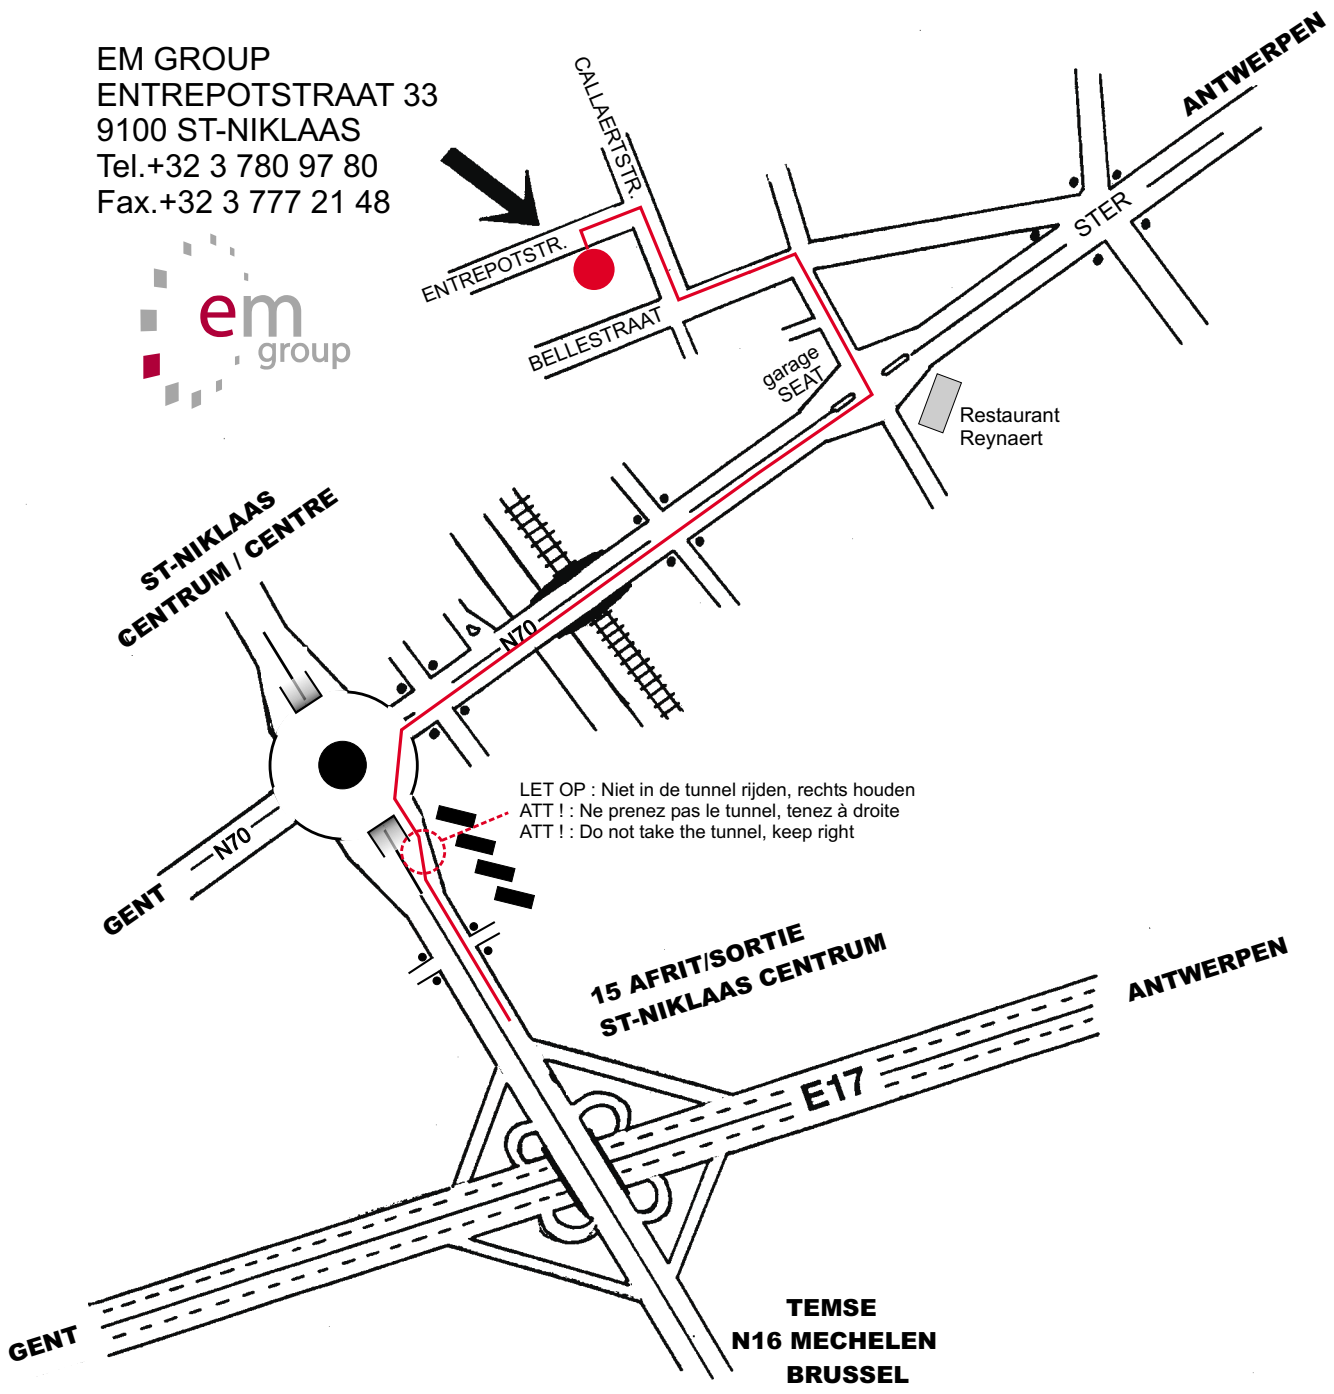 EM GROUP
ENTREPOTSTRAAT 33
9100 ST-NIKLAAS
Tel.+32 3 780 97 80
Fax.+32 3 777 21 48
em
group
CALLAERTSTR.
ENTREPOTSTR.
BELLESTRAAT
ANTWERPEN
STER
garage
SEAT
Restaurant
Reynaert
ST-NIKLAAS
CENTRUM / CENTRE
N70
LET OP : Niet in de tunnel rijden, rechts houden
ATT ! : Ne prenez pas le tunnel, tenez à droite
ATT ! : Do not take the tunnel, keep right
N70
GENT
15 AFRIT/SORTIE
ST-NIKLAAS CENTRUM
ANTWERPEN
E17
GENT
TEMSE
N16 MECHELEN
BRUSSEL